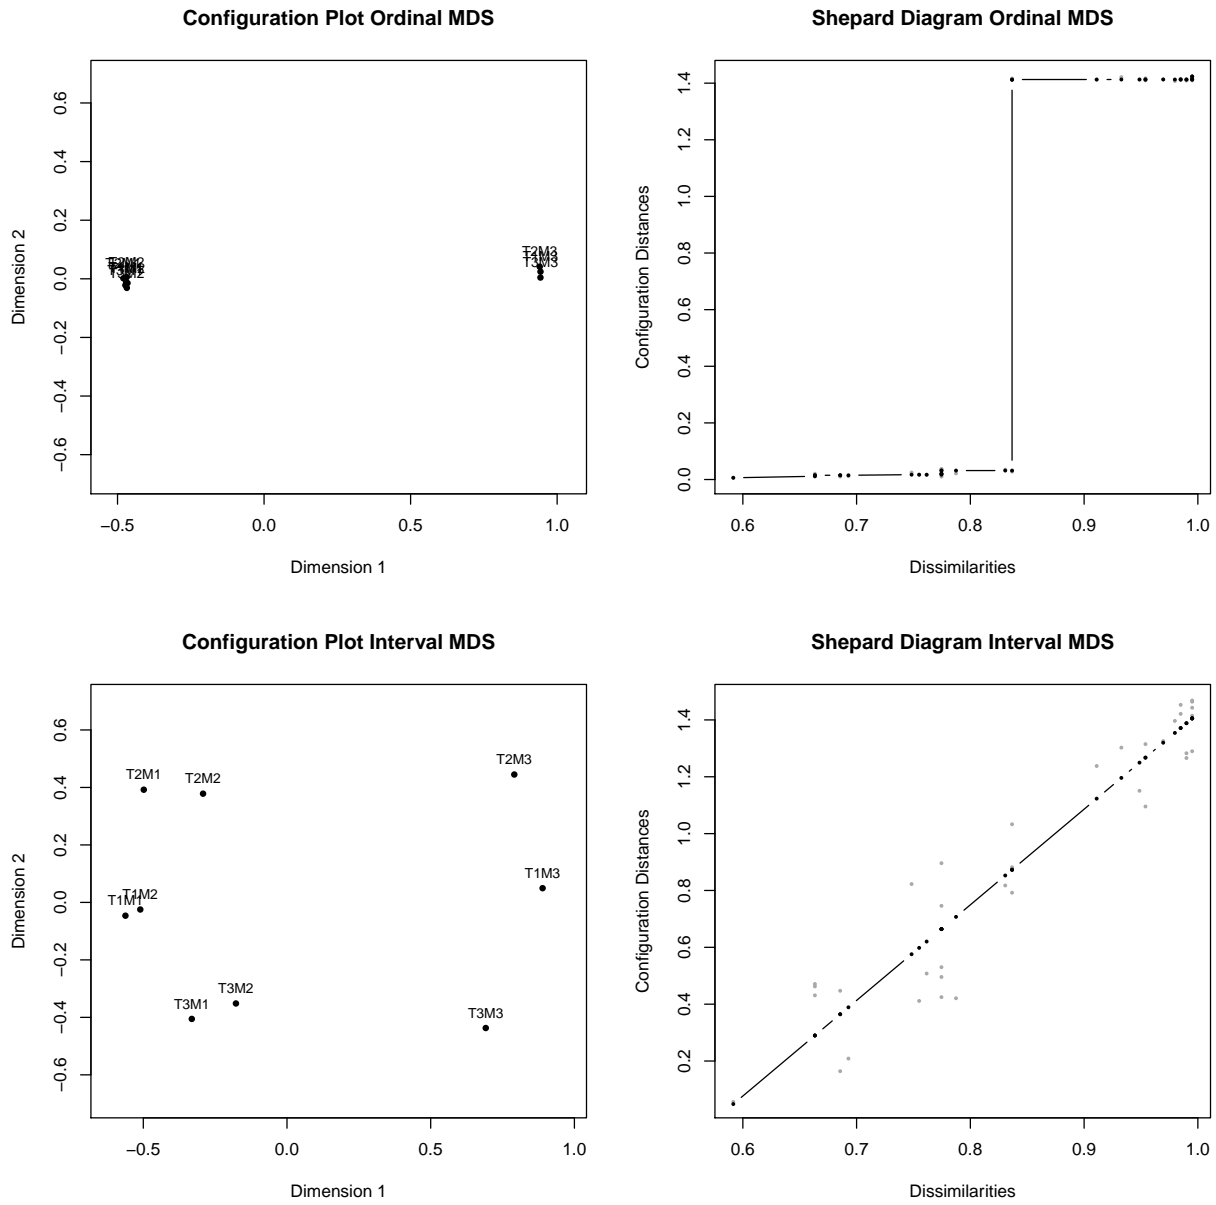 Configuration Plot Ordinal MDS
Dimension 2
0.6
0.4
0.2
0.0
−0.2
−0.4
−0.6
T2M3
T3M3
−0.5 0.0 0.5 1.0
Dimension 1
Shepard Diagram Ordinal MDS
Configuration Distances
1.4
1.2
1.0
0.8
0.6
0.4
0.2
0.0
0.6 0.7 0.8 0.9 1.0
Dissimilarities
Configuration Plot Interval MDS
Dimension 2
0.6
0.4
0.2
0.0
−0.2
−0.4
−0.6
T2M1
T2M2
T2M3
T1M3
T1M1
T1M2
T3M2
T3M1
T3M3
−0.5 0.0 0.5 1.0
Dimension 1
Shepard Diagram Interval MDS
Configuration Distances
1.4
1.2
1.0
0.8
0.6
0.4
0.2
0.6 0.7 0.8 0.9 1.0
Dissimilarities